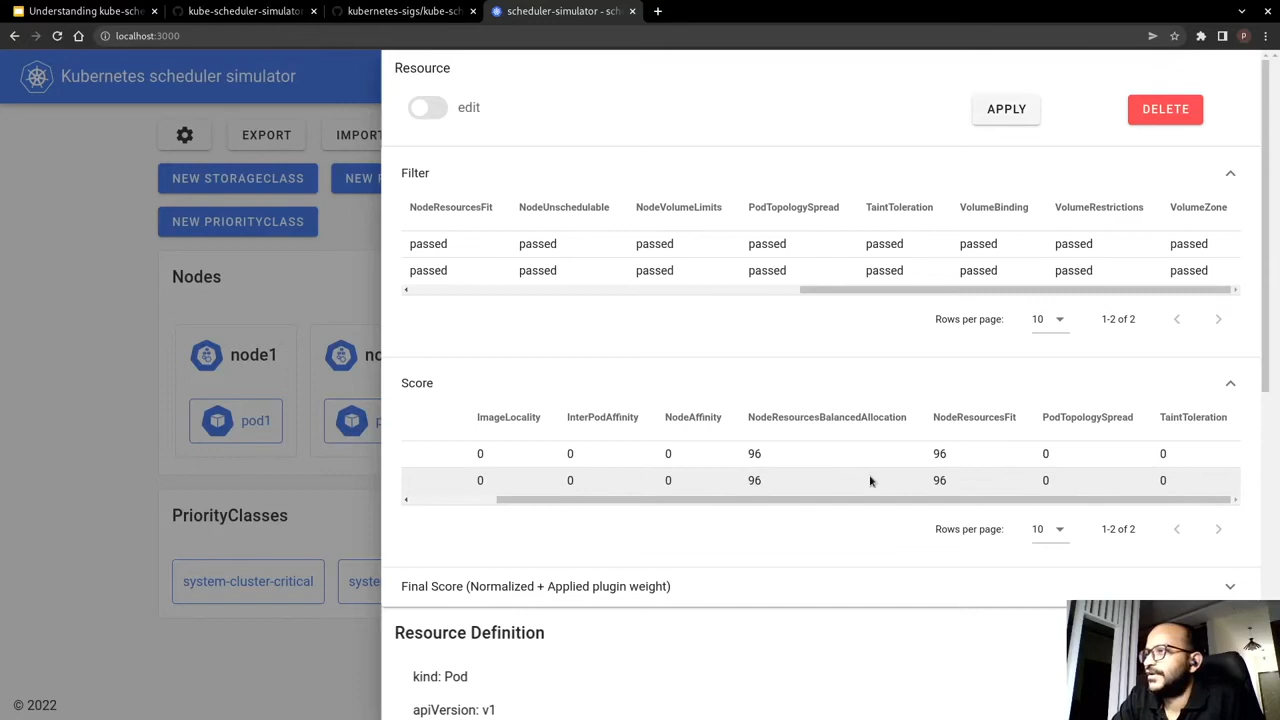 Understanding kube-sc
kube-scheduler-simulator
kubernetes-sigs/kube-sc
scheduler-simulator - sch
localhost:3000
p
Kubernetes scheduler simulator
EXPORT
IMPORT
NEW STORAGECLASS
NEW P
NEW PRIORITYCLASS
Nodes
node1
no
pod1
p
PriorityClasses
system-cluster-critical
syste
© 2022
Resource
edit
APPLY
DELETE
Filter
NodeResourcesFit NodeUnschedulable NodeVolumeLimits PodTopologySpread TaintToleration VolumeBinding VolumeRestrictions VolumeZone
passed passed passed passed passed passed passed passed
passed passed passed passed passed passed passed passed
Rows per page: 10 1-2 of 2
Score
ImageLocality InterPodAffinity NodeAffinity NodeResourcesBalancedAllocation NodeResourcesFit PodTopologySpread TaintToleration
0 0 0 96 96 0 0
0 0 0 96 96 0 0
Rows per page: 10 1-2 of 2
Final Score (Normalized + Applied plugin weight)
Resource Definition
kind: Pod
apiVersion: v1